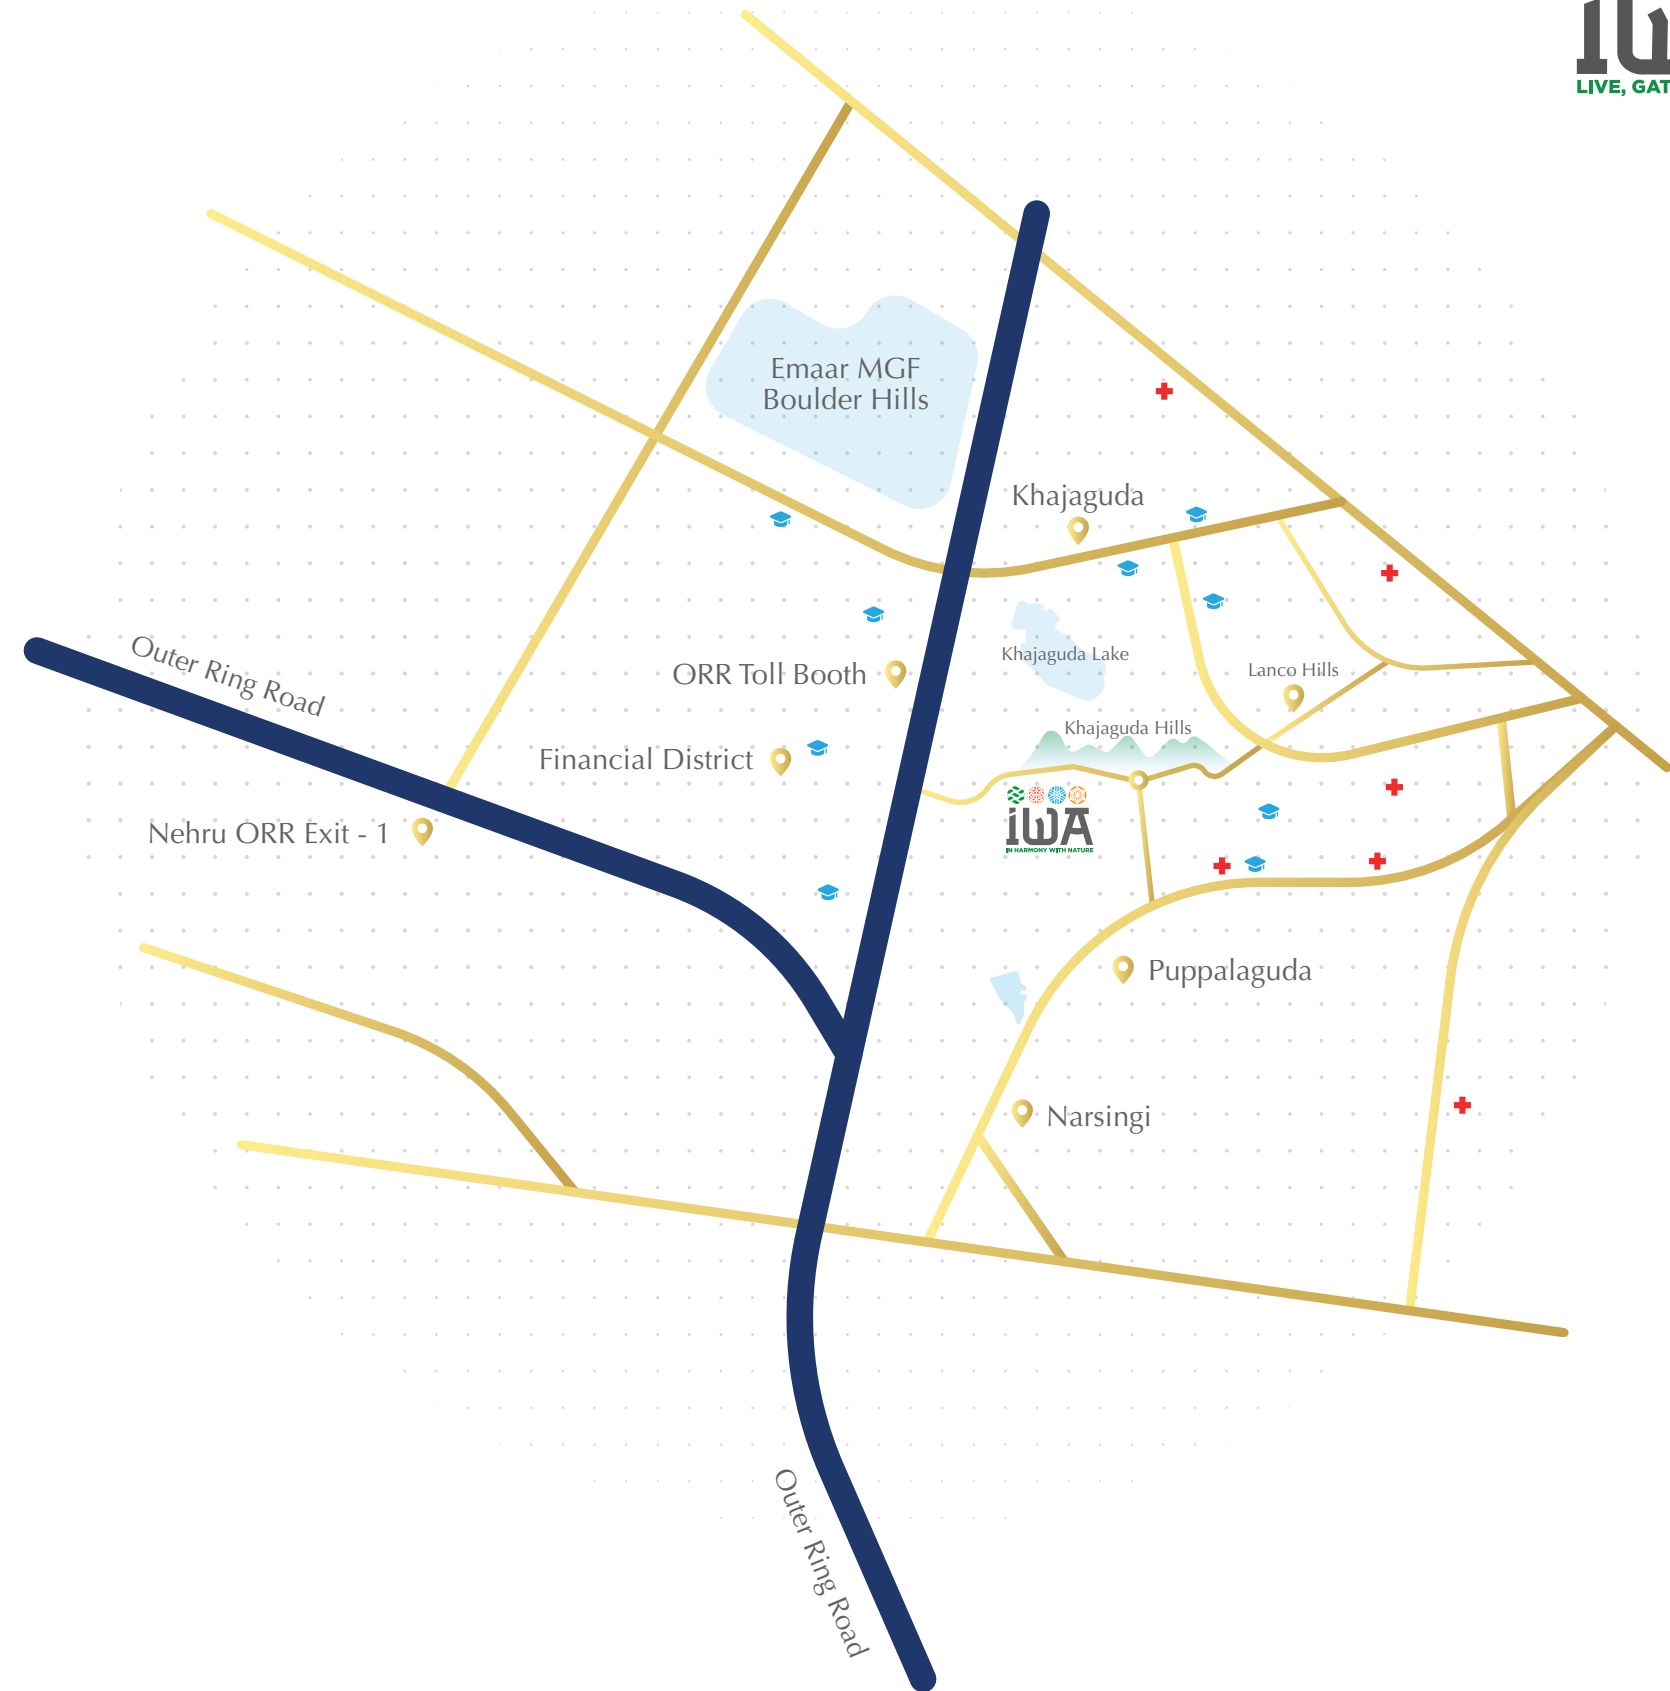 LIVE, GAT
Emaar MGF
Boulder Hills
Khajaguda
Outer Ring Road
Khajaguda Lake
ORR Toll Booth
Lanco Hills
Khajaguda Hills
Financial District
iWA
IN HARMONY WITH NATURE
Nehru ORR Exit - 1
Puppalaguda
Narsingi
Outer Ring Road